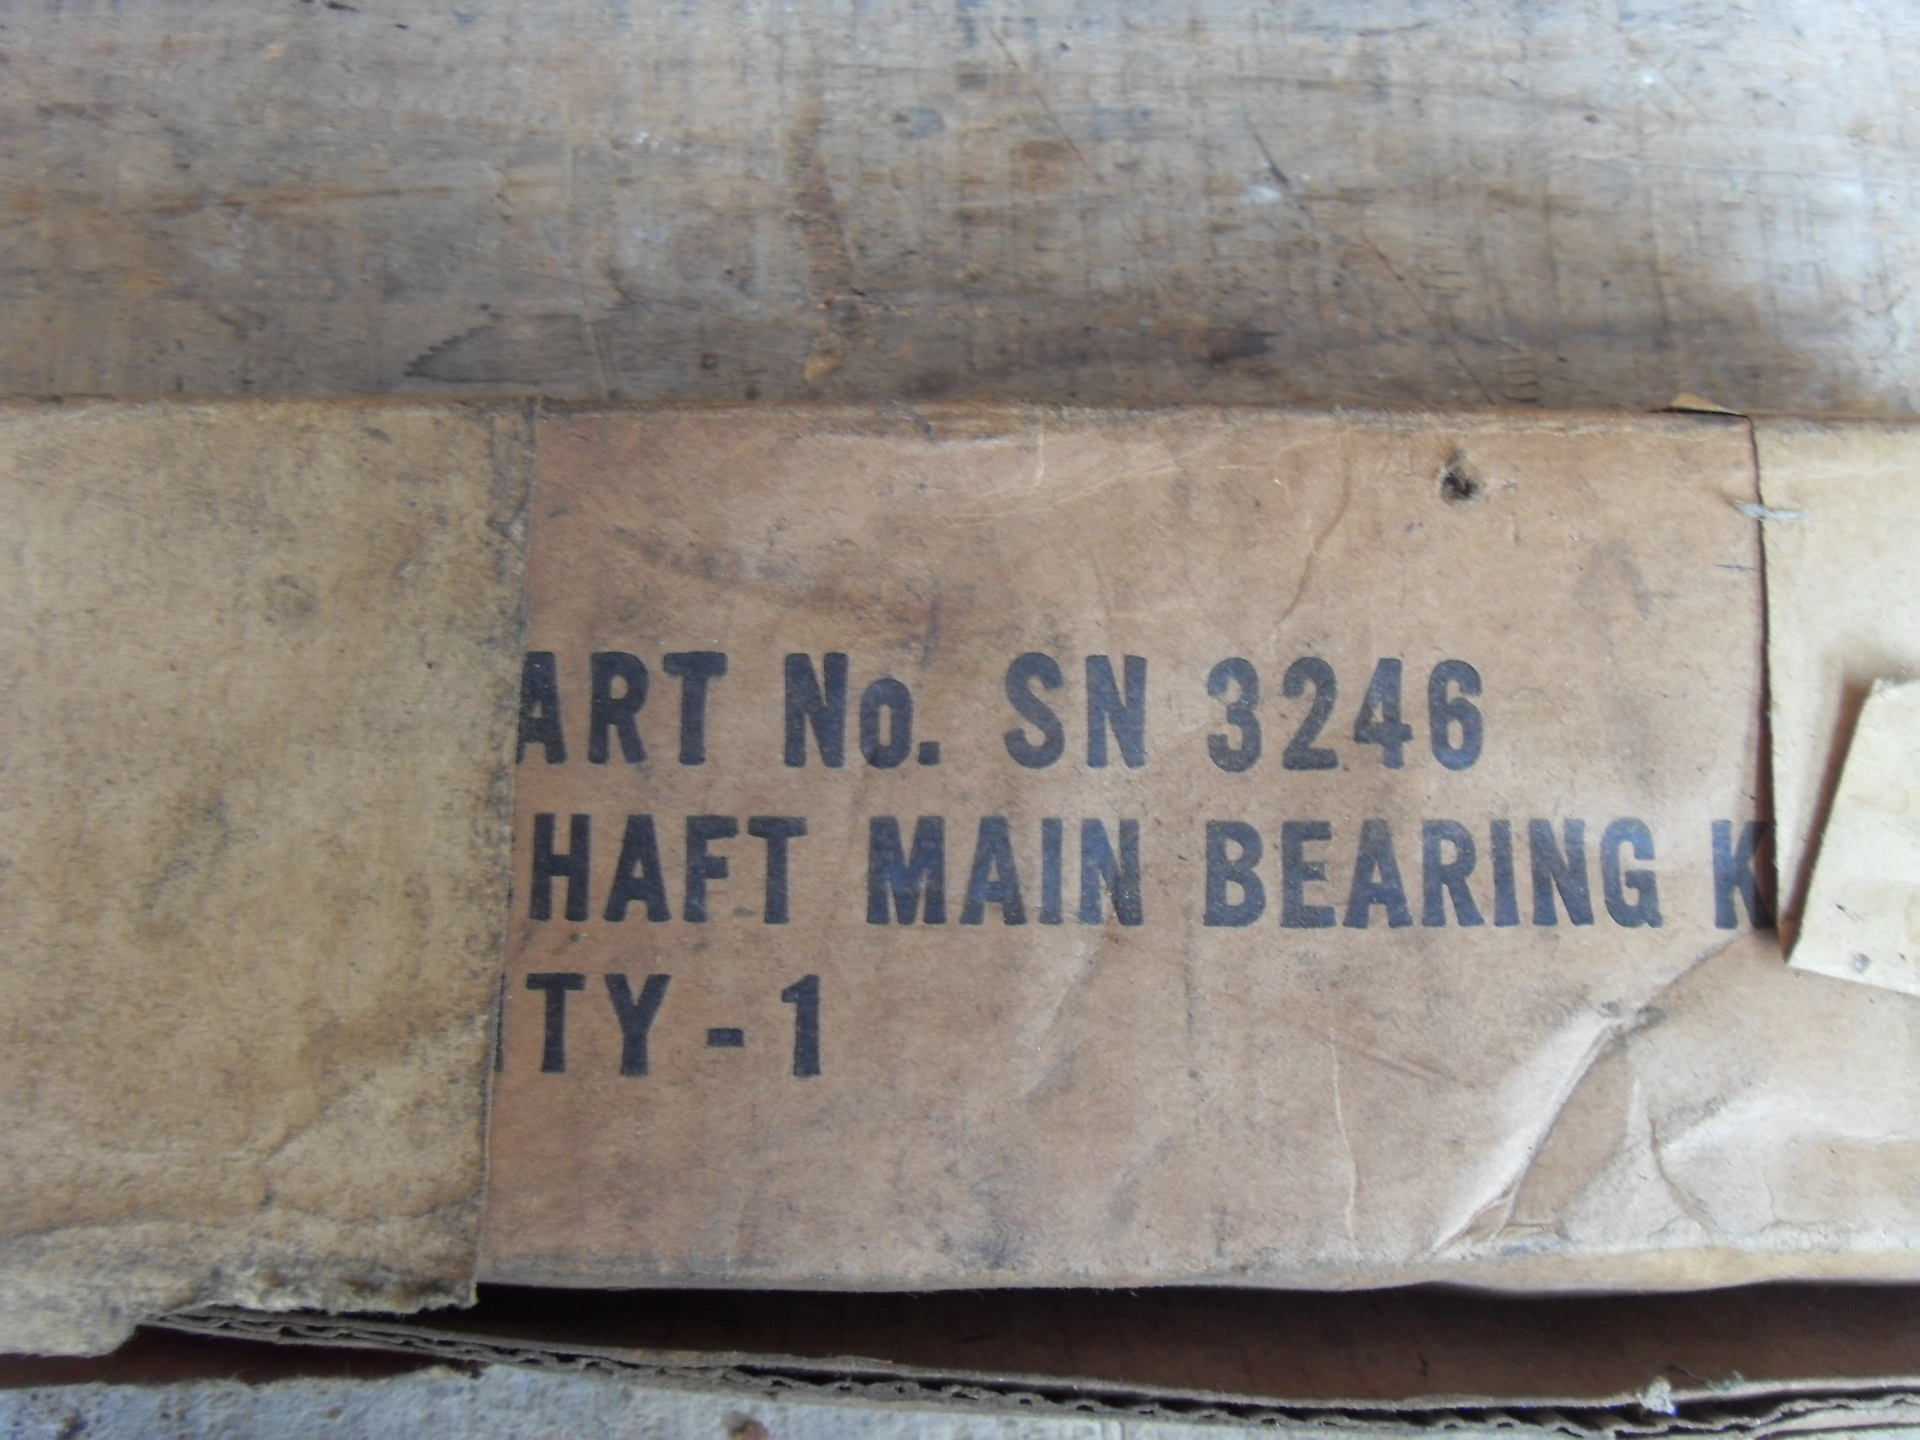 ART No. SN 3246
HAFT MAIN BEARING K
TY - 1